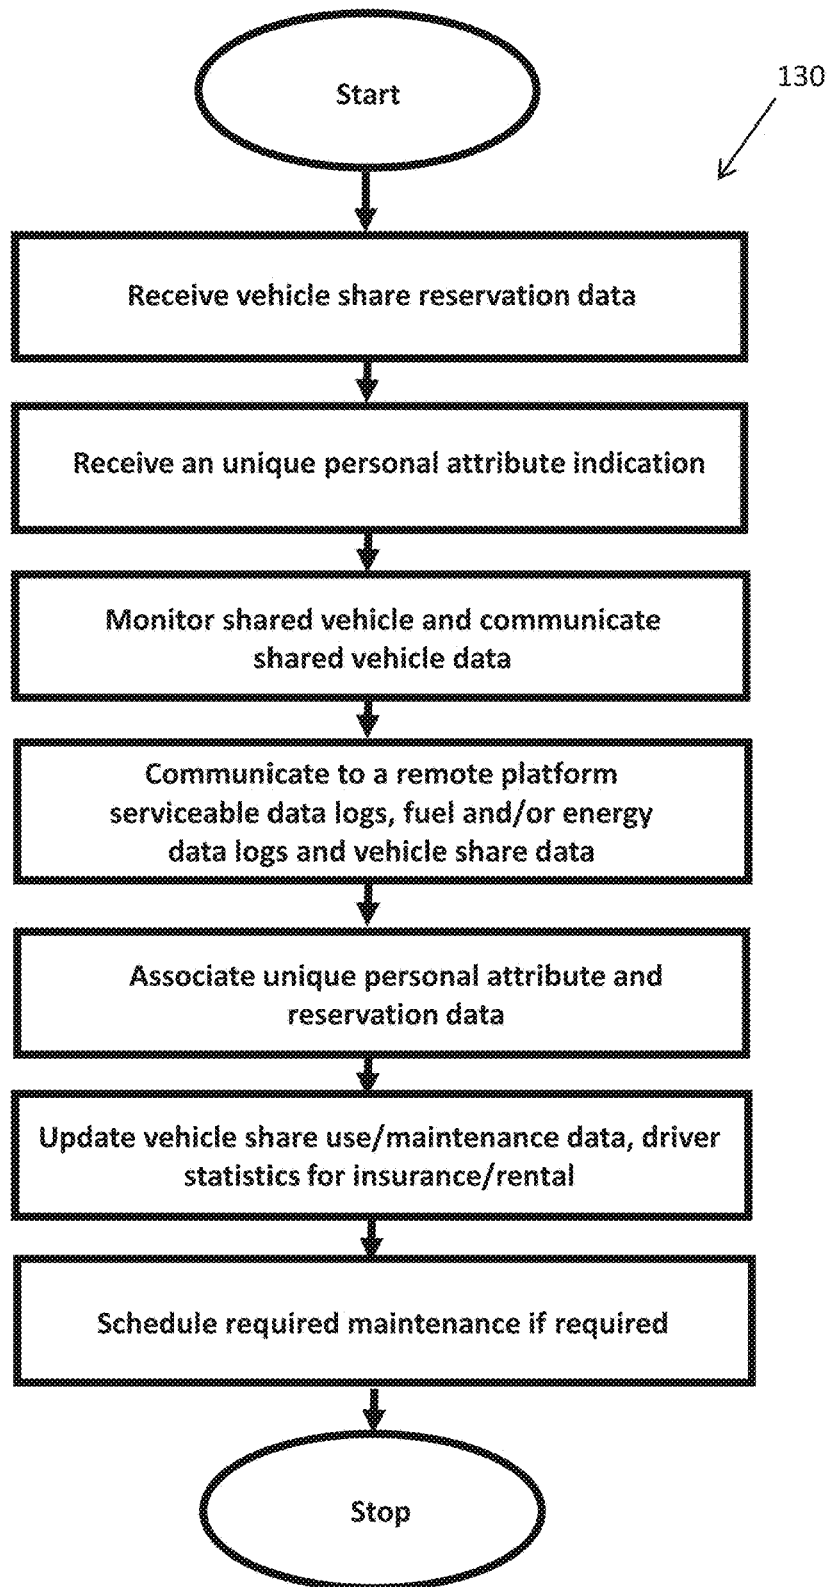 Start
130
Receive vehicle share reservation data
Receive an unique personal attribute indication
Monitor shared vehicle and communicate
shared vehicle data
Communicate to a remote platform
serviceable data logs, fuel and/or energy
data logs and vehicle share data
Associate unique personal attribute and
reservation data
Update vehicle share use/maintenance data, driver
statistics for insurance/rental
Schedule required maintenance if required
Stop